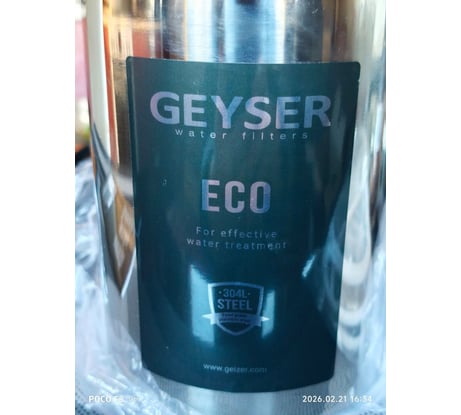 GEYSER
water filters
ECO
For effective
water treatment
304L
STEEL
www.geizer.com
2026.02.21 16:34